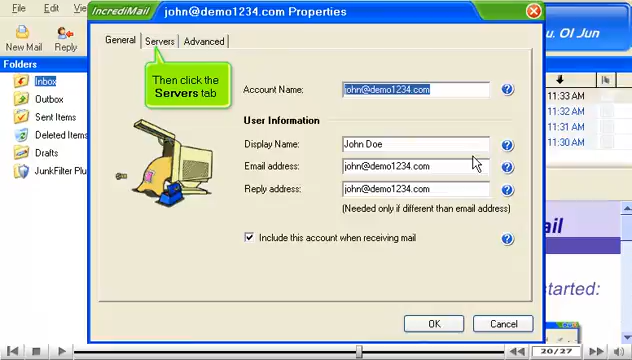 IncrediMail john@demo1234.com Properties
File Edit Vi
New Mail Reply
u. 01 Jun
General Servers Advanced
Folders
Inbox
Outbox
Sent Items
Deleted Items
Drafts
JunkFilter Plu
Then click the
Servers tab
Account Name: john@demo1234.com
User Information
Display Name: John Doe
Email address: john@demo1234.com
Reply address: john@demo1234.com
(Needed only if different than email address)
Include this account when receiving mail
OK Cancel
11:33 AM
11:32 AM
11:31 AM
11:30 AM
ail
started:
20/27